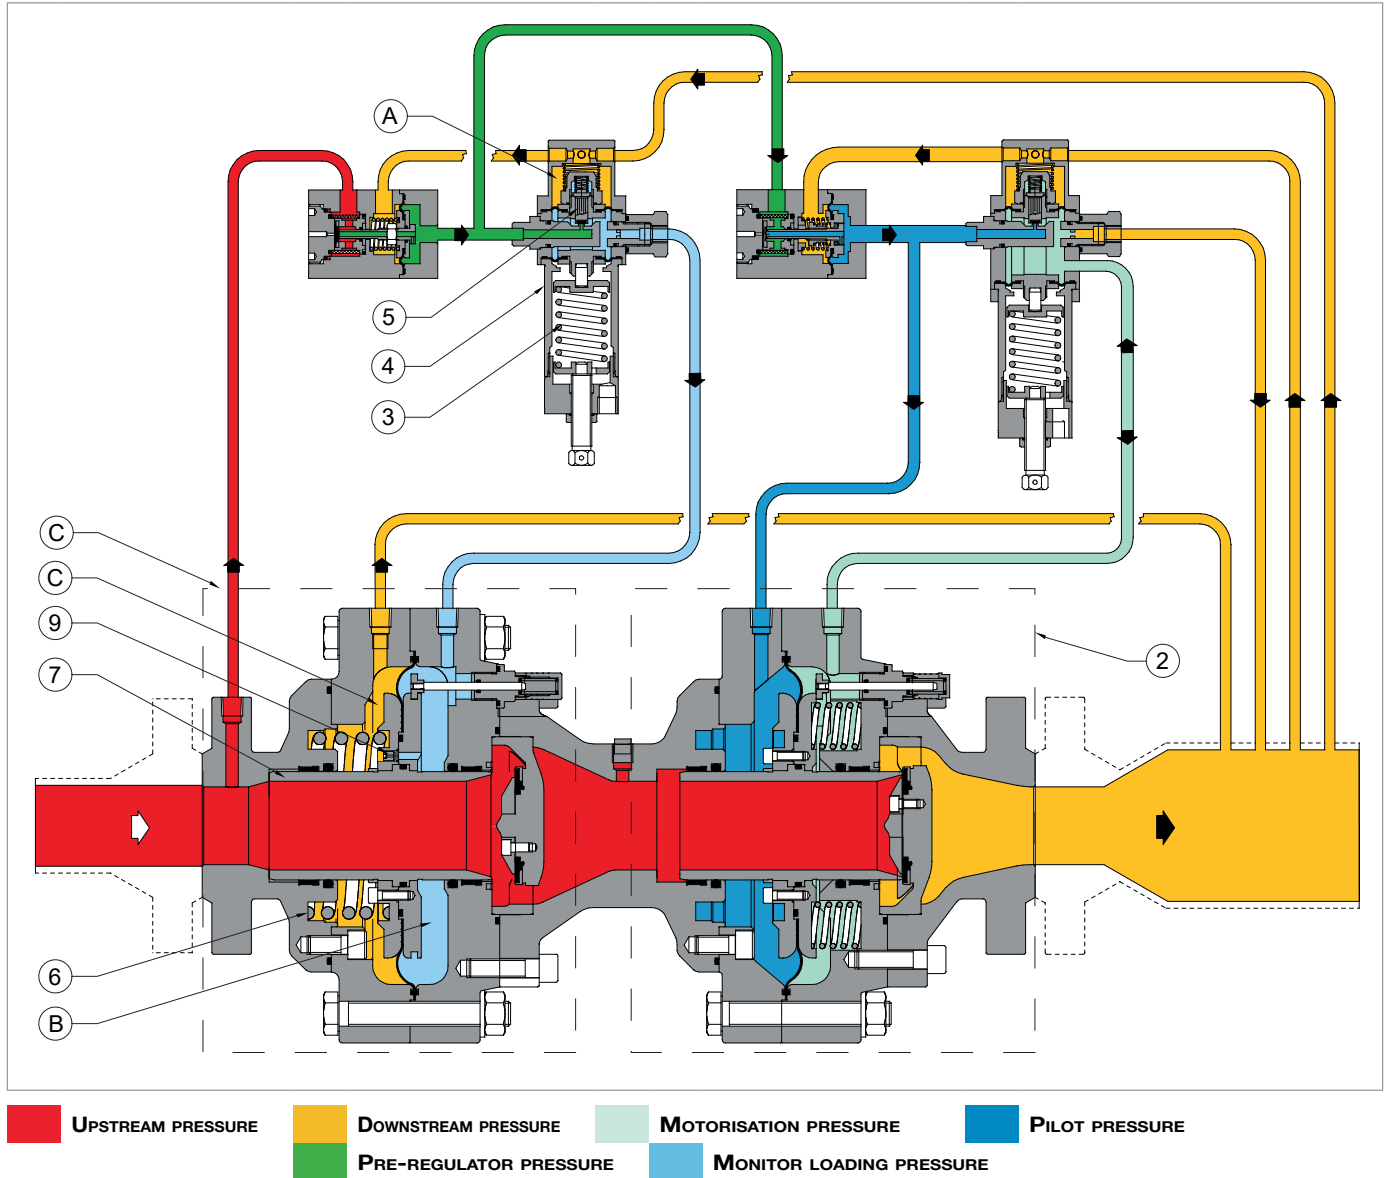 A
5
4
3
C
C
9
7
2
6
B
UPSTREAM PRESSURE
DOWNSTREAM PRESSURE
MOTORISATION PRESSURE
PILOT PRESSURE
PRE-REGULATOR PRESSURE
MONITOR LOADING PRESSURE